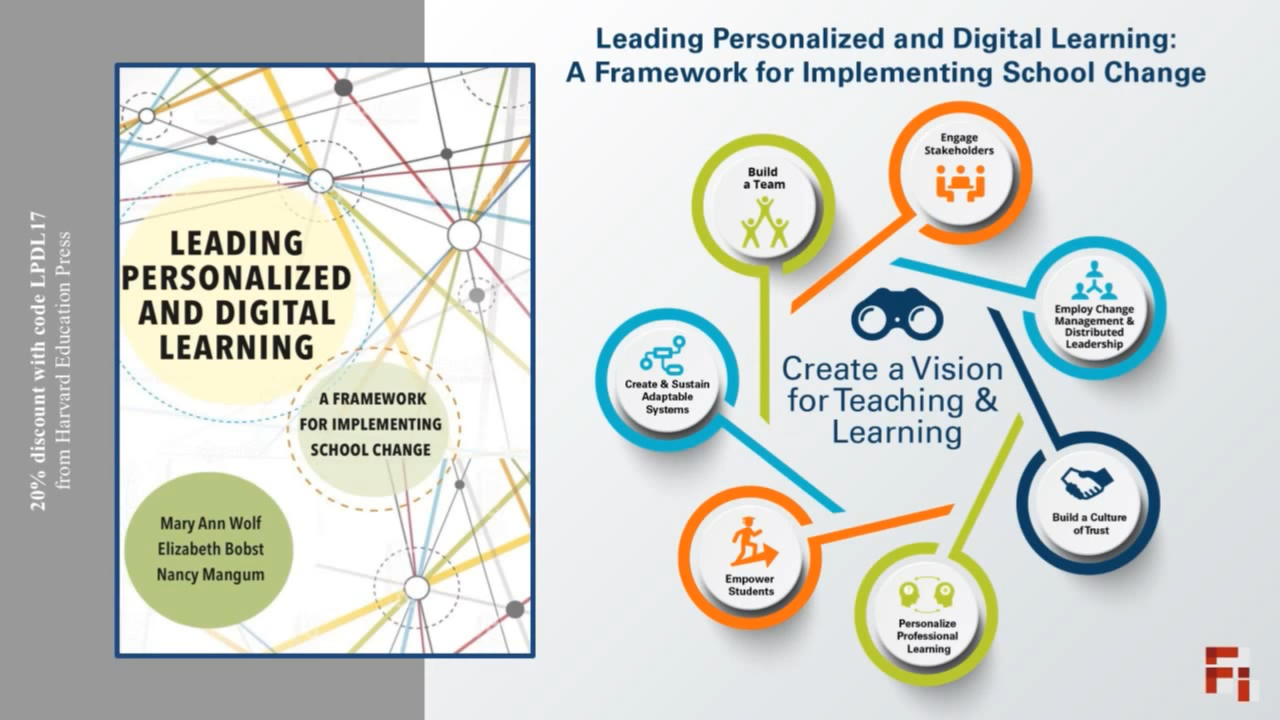 20% discount with code LPDL17
from Harvard Education Press
LEADING
PERSONALIZED
AND DIGITAL
LEARNING
A FRAMEWORK
FOR IMPLEMENTING
SCHOOL CHANGE
Mary Ann Wolf
Elizabeth Bobst
Nancy Mangum
Leading Personalized and Digital Learning:
A Framework for Implementing School Change
Build
a Team
Engage
Stakeholders
Employ Change
Management &
Distributed
Leadership
Build a Culture
of Trust
Personalize
Professional
Learning
Empower
Students
Create & Sustain
Adaptable
Systems
Create a Vision
for Teaching &
Learning
Fi